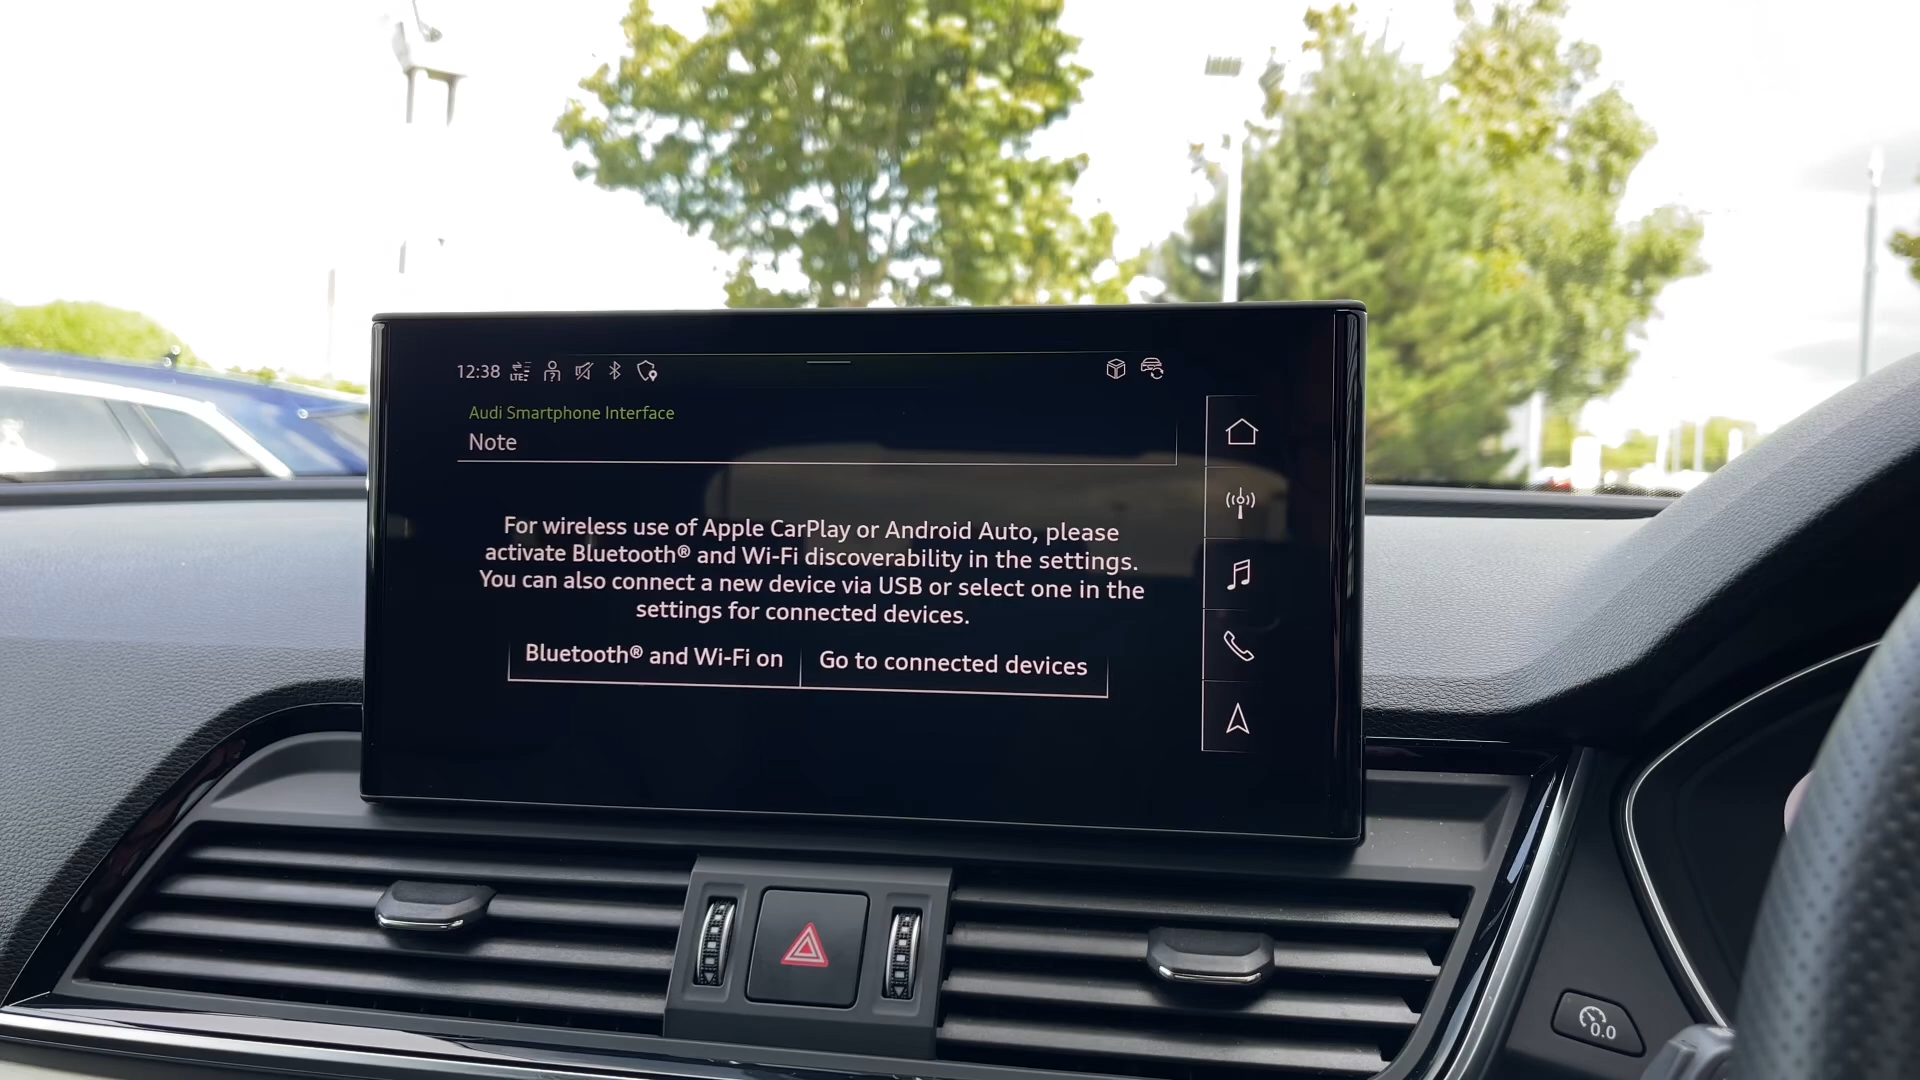 12:38 LTE
Audi Smartphone Interface
Note
For wireless use of Apple CarPlay or Android Auto, please
activate Bluetooth® and Wi-Fi discoverability in the settings.
You can also connect a new device via USB or select one in the
settings for connected devices.
Bluetooth® and Wi-Fi on
Go to connected devices
0.0